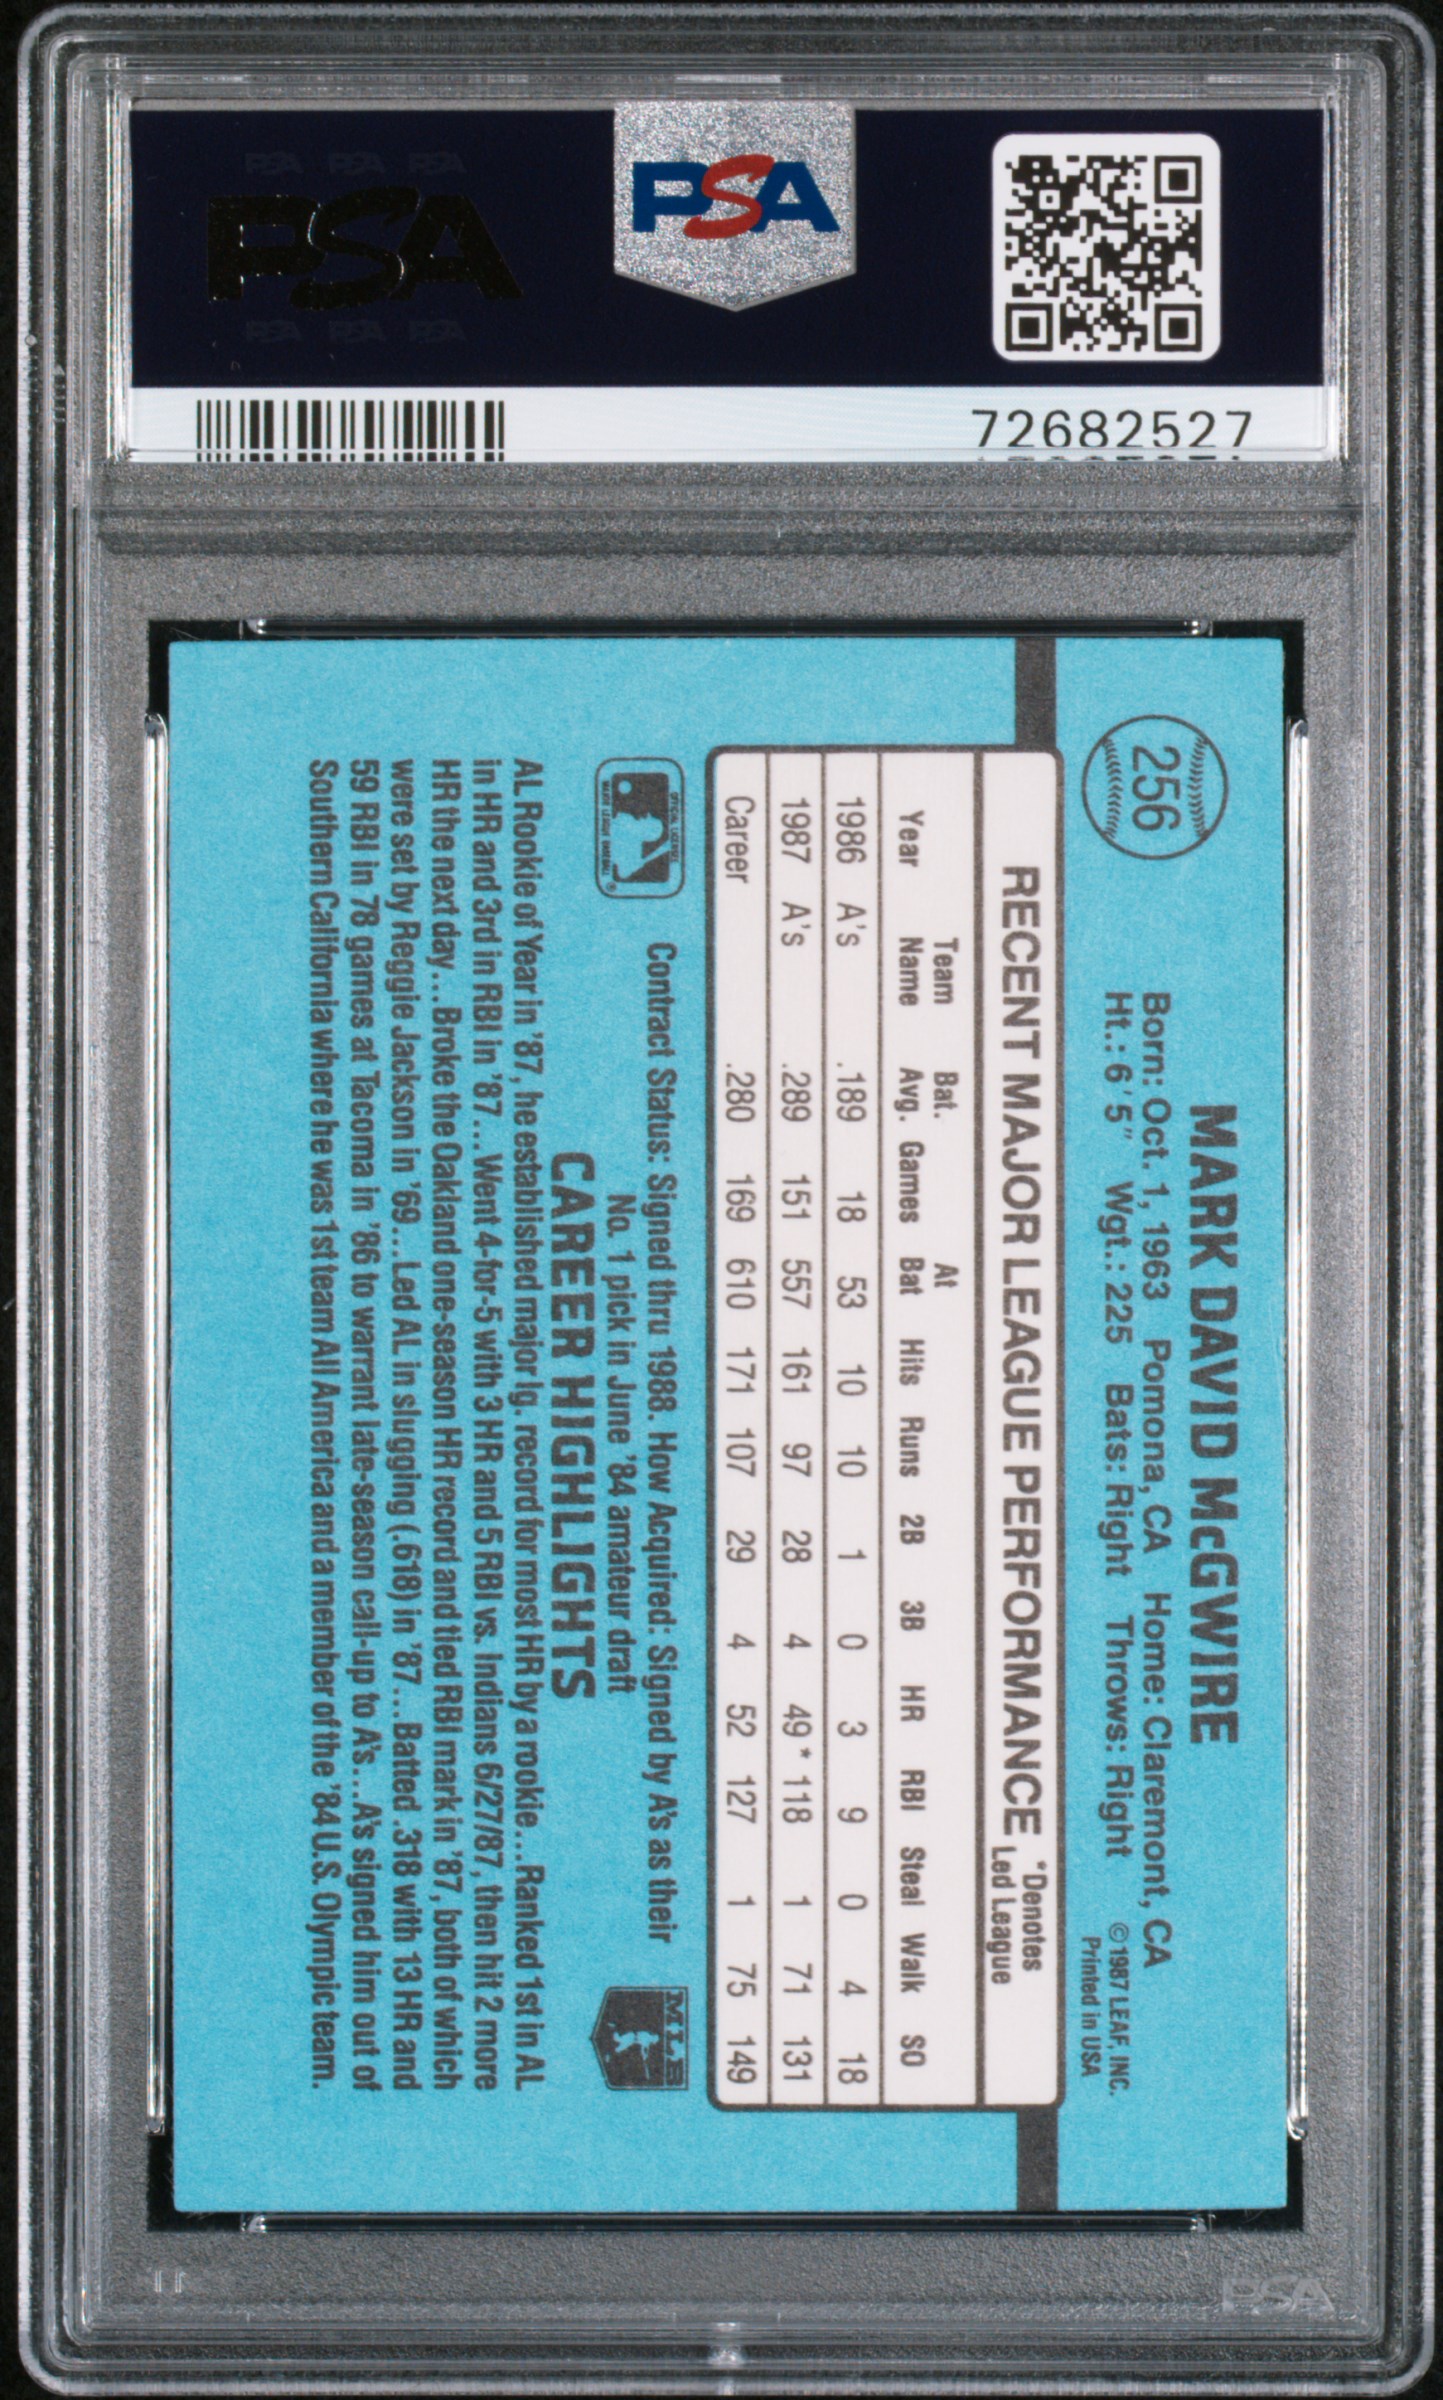 PSA PSA PSA
PSA
PSA PSA PSA
PSA
72682527
256
MARK DAVID McGWIRE
Born: Oct. 1, 1963 Pomona, CA Home: Claremont, CA
Ht.: 6'5" Wgt.: 225 Bats: Right Throws: Right
©1987 LEAF, INC.
Printed in USA
RECENT MAJOR LEAGUE PERFORMANCE *Denotes Led League
Year Team Name Bat. Avg. Games At Bat Hits Runs 2B 3B HR RBI Steal Walk SO
1986 A's .189 18 53 10 10 1 0 3 9 0 4 18
1987 A's .289 151 557 161 97 28 4 49* 118 1 71 131
Career .280 169 610 171 107 29 4 52 127 1 75 149
Contract Status: Signed thru 1988. How Acquired: Signed by A's as their
No. 1 pick in June '84 amateur draft
MLB
CAREER HIGHLIGHTS
AL Rookie of Year in '87, he established major lg. record for most HR by a rookie...Ranked 1st in AL
in HR and 3rd in RBI in '87...Went 4-for-5 with 3 HR and 5 RBI vs. Indians 6/27/87, then hit 2 more
HR the next day...Broke the Oakland one-season HR record and tied RBI mark in '87, both of which
were set by Reggie Jackson in '69...Led AL in slugging (.618) in '87...Batted .318 with 13 HR and
59 RBI in 78 games at Tacoma in '86 to warrant late-season call-up to A's...A's signed him out of
Southern California where he was 1st team All America and a member of the '84 U.S. Olympic team.
PSA